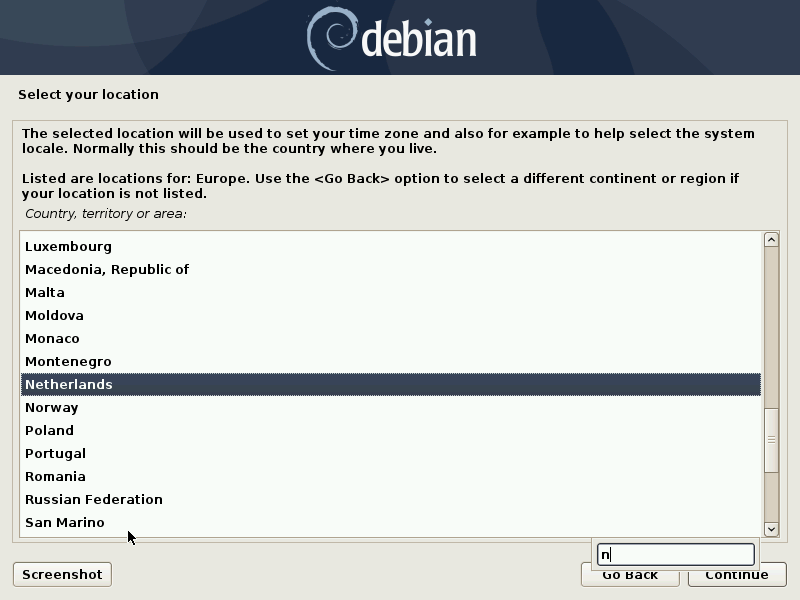 debian
Select your location
The selected location will be used to set your time zone and also for example to help select the system
locale. Normally this should be the country where you live.
Listed are locations for: Europe. Use the <Go Back> option to select a different continent or region if
your location is not listed.
Country, territory or area:
Luxembourg
Macedonia, Republic of
Malta
Moldova
Monaco
Montenegro
Netherlands
Norway
Poland
Portugal
Romania
Russian Federation
San Marino
n
Screenshot
Go Back
Continue